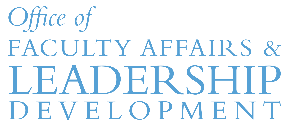 Office of
FACULTY AFFAIRS &
LEADERSHIP
DEVELOPMENT